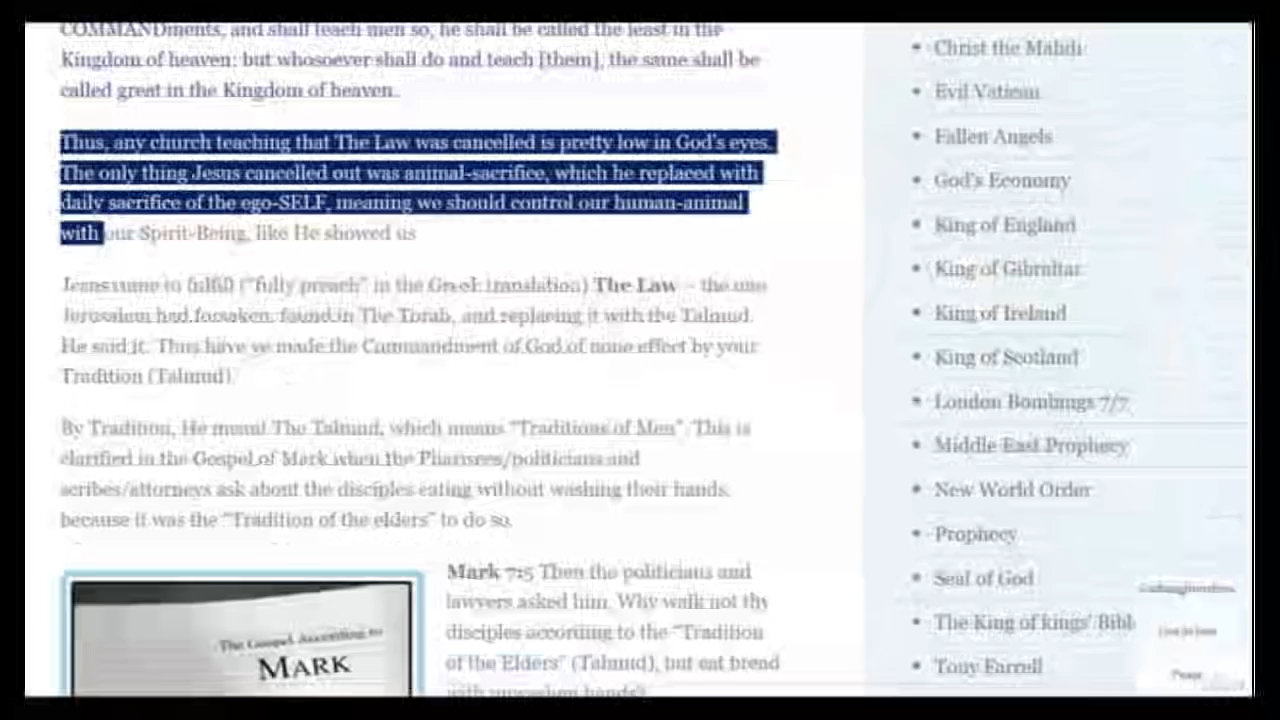 COMMANDments, and shall teach men so, he shall be called the least in the
Kingdom of heaven: but whosoever shall do and teach [them], the same shall be
called great in the Kingdom of heaven.
Thus, any church teaching that The Law was cancelled is pretty low in God's eyes.
The only thing Jesus cancelled out was animal-sacrifice, which he replaced with
daily sacrifice of the ego-SELF, meaning we should control our human-animal
with our Spirit-Being, like He showed us
Jesus came to fulfill ("fully preach" in the Greek translation) The Law – the one
Jerusalem had forsaken, found in The Torah, and replacing it with the Talmud.
He said it. Thus have ye made the Commandment of God of none effect by your
Tradition (Talmud).
By Tradition, He meant The Talmud, which means "Traditions of Men". This is
clarified in the Gospel of Mark when the Pharisees/politicians and
scribes/attorneys ask about the disciples eating without washing their hands,
because it was the "Tradition of the elders" to do so.
The Gospel According to
MARK
Mark 7:5 Then the politicians and
lawyers asked him, Why walk not thy
disciples according to the "Tradition
of the Elders" (Talmud), but eat bread
with unwashen hands?
• Christ the Mahdi
• Evil Vatican
• Fallen Angels
• God's Economy
• King of England
• King of Gibraltar
• King of Ireland
• King of Scotland
• London Bombings 7/7
• Middle East Prophecy
• New World Order
• Prophecy
• Seal of God
• The King of kings' Bibl
• Tony Farrell